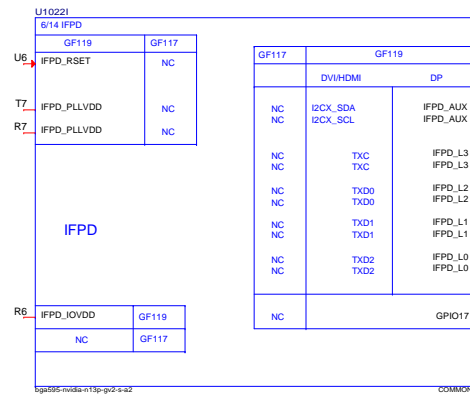 U1022I
6/14 IFPD
GF119 GF117
U6 IFPD_RSET NC
T7 IFPD_PLLVDD NC
R7 IFPD_PLLVDD NC
IFPD
R6 IFPD_IOVDD GF119
NC GF117
GF117 GF119
DVI/HDMI DP
NC I2CX_SDA IFPD_AUX
NC I2CX_SCL IFPD_AUX
NC TXC IFPD_L3
NC TXC IFPD_L3
NC TXD0 IFPD_L2
NC TXD0 IFPD_L2
NC TXD1 IFPD_L1
NC TXD1 IFPD_L1
NC TXD2 IFPD_L0
NC TXD2 IFPD_L0
NC GPIO17
bga595-nvidia-n13p-gv2-s-a2 COMMON